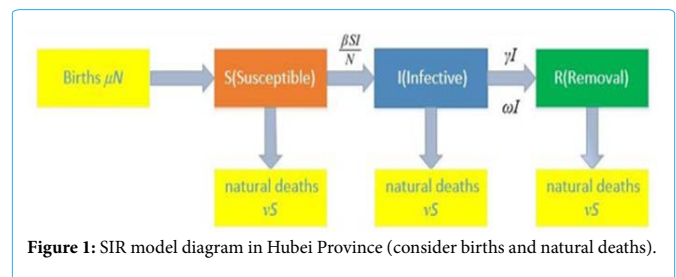 βSI
N
γI
Births μN
S(Susceptible)
I(Infective)
R(Removal)
ωI
natural deaths natural deaths natural deaths
νS νS νS
Figure 1: SIR model diagram in Hubei Province (consider births and natural deaths).